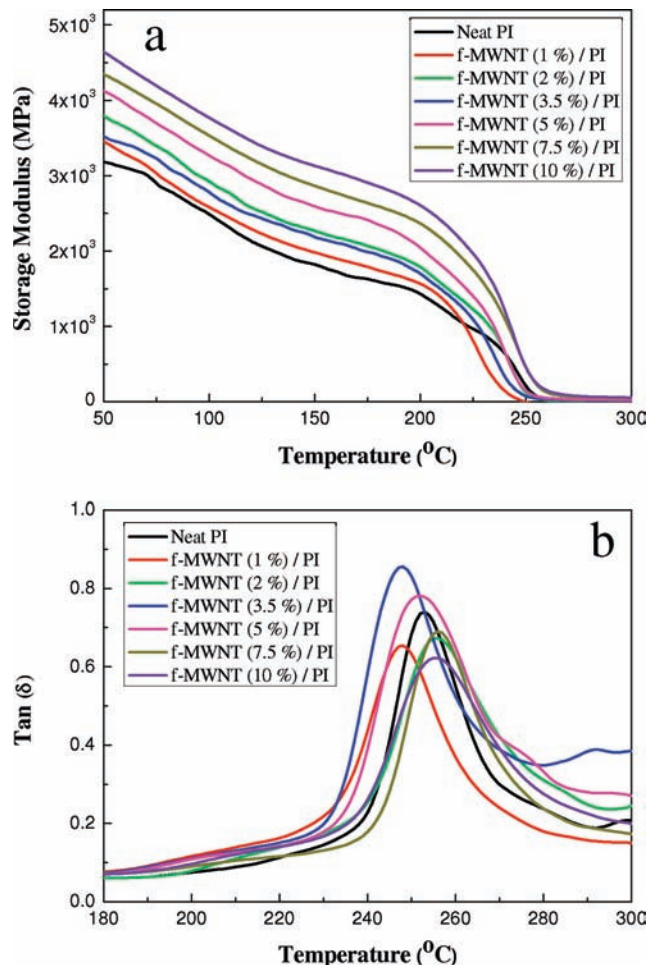 a
Neat PI
f-MWNT (1 %) / PI
f-MWNT (2 %) / PI
f-MWNT (3.5 %) / PI
f-MWNT (5 %) / PI
f-MWNT (7.5 %) / PI
f-MWNT (10 %) / PI
Storage Modulus (MPa)
5x10³
4x10³
3x10³
2x10³
1x10³
0
50 100 150 200 250 300
Temperature (⁰C)
b
Neat PI
f-MWNT (1 %) / PI
f-MWNT (2 %) / PI
f-MWNT (3.5 %) / PI
f-MWNT (5 %) / PI
f-MWNT (7.5 %) / PI
f-MWNT (10 %) / PI
Tan (δ)
1.0
0.8
0.6
0.4
0.2
0.0
180 200 220 240 260 280 300
Temperature (⁰C)